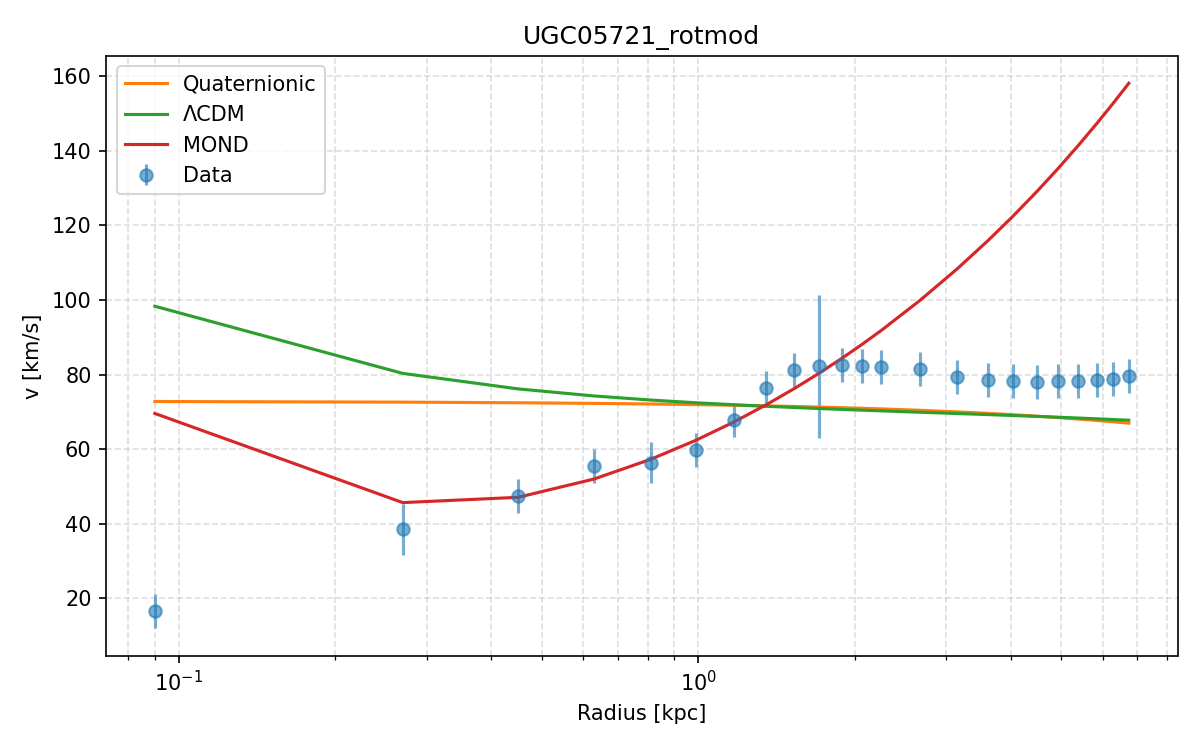 UGC05721_rotmod
Quaternionic
ΛCDM
MOND
Data
160
140
120
100
80
60
40
20
v [km/s]
10⁻¹
10⁰
Radius [kpc]